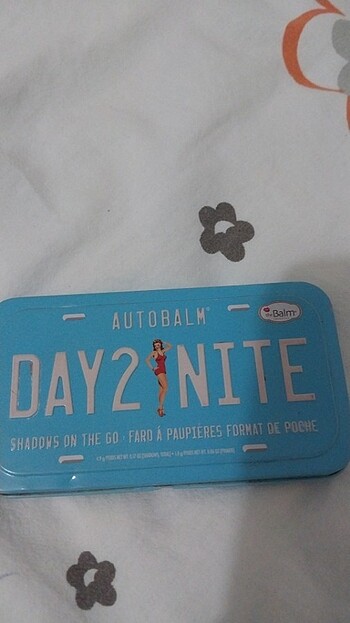 AUTOBALM™
theBalm®
DAY2NITE
SHADOWS ON THE GO · FARD À PAUPIÈRES FORMAT DE POCHE